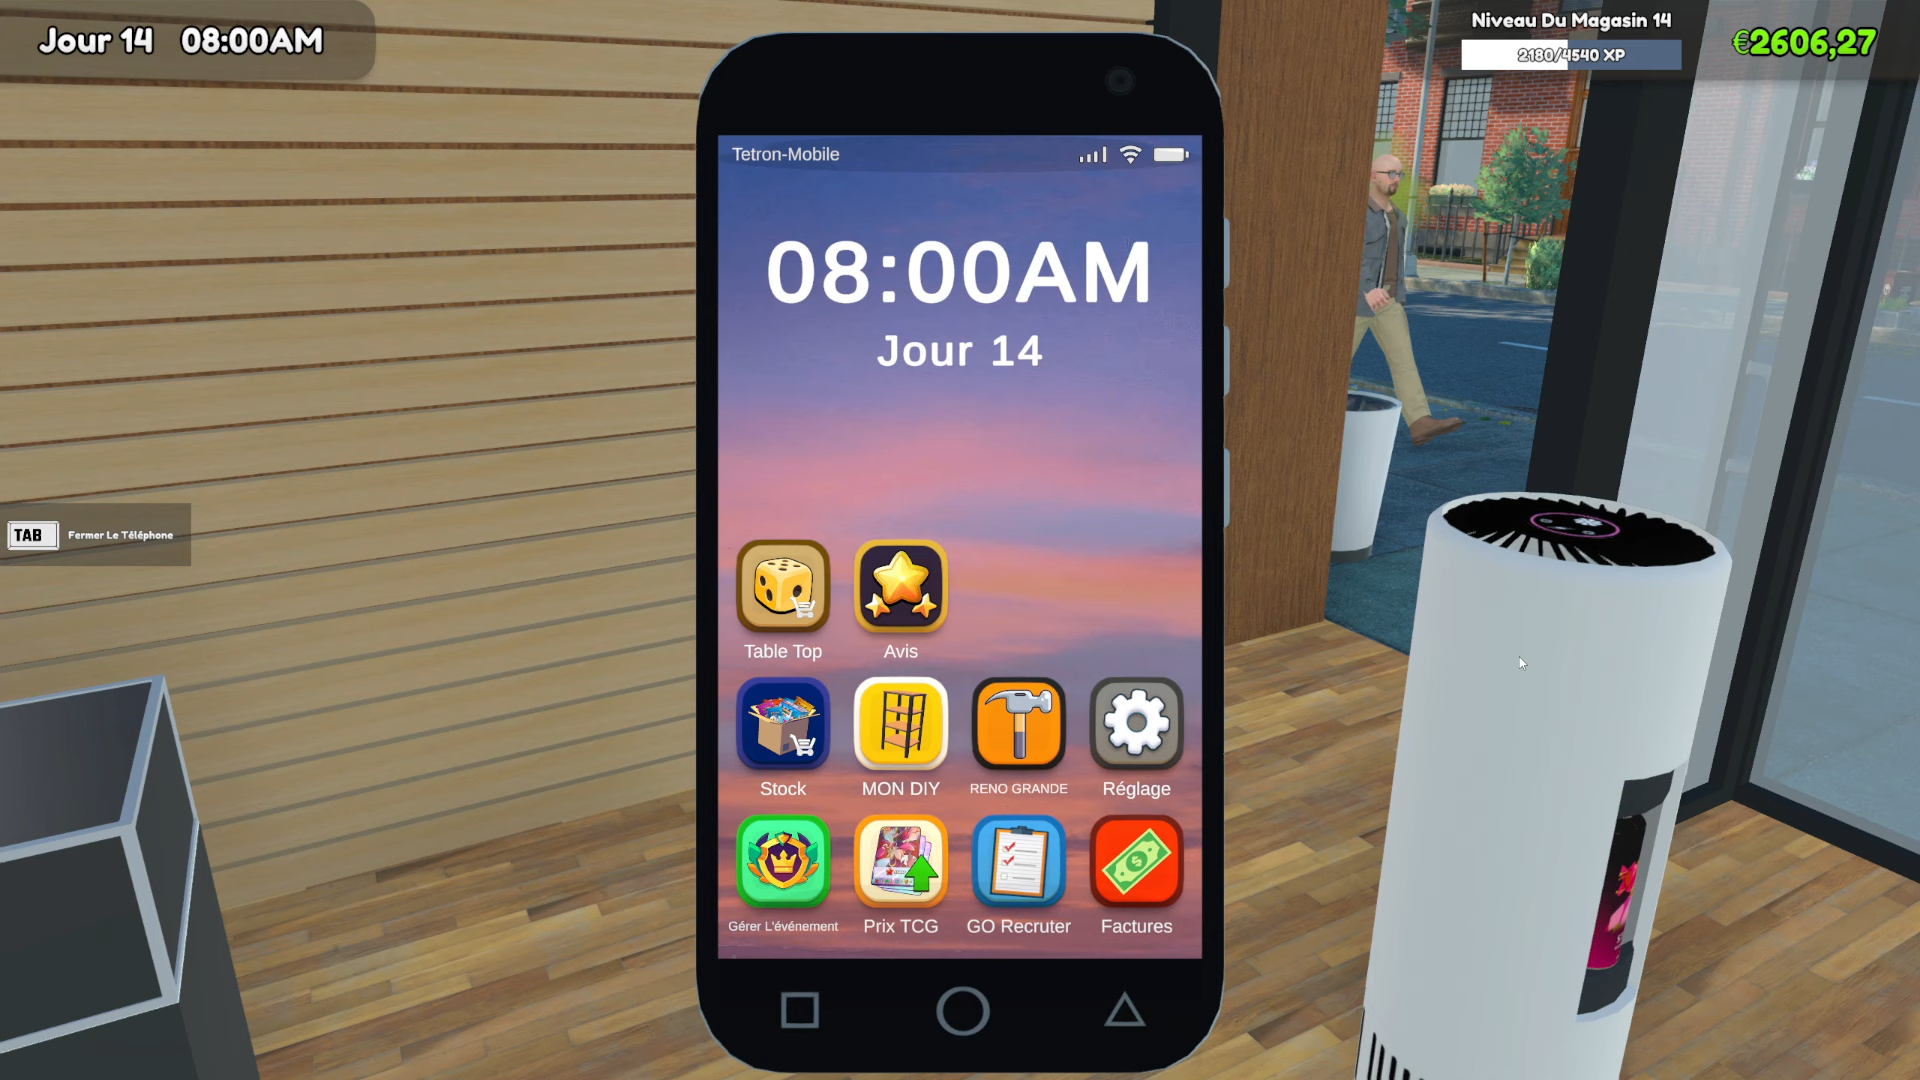 Jour 14 08:00AM
Niveau Du Magasin 14
2180/4540 XP
€2606,27
Tetron-Mobile
08:00AM
Jour 14
TAB Fermer Le Téléphone
Table Top
Avis
Stock
MON DIY
RENO GRANDE
Réglage
Gérer L'événement
Prix TCG
GO Recruter
Factures